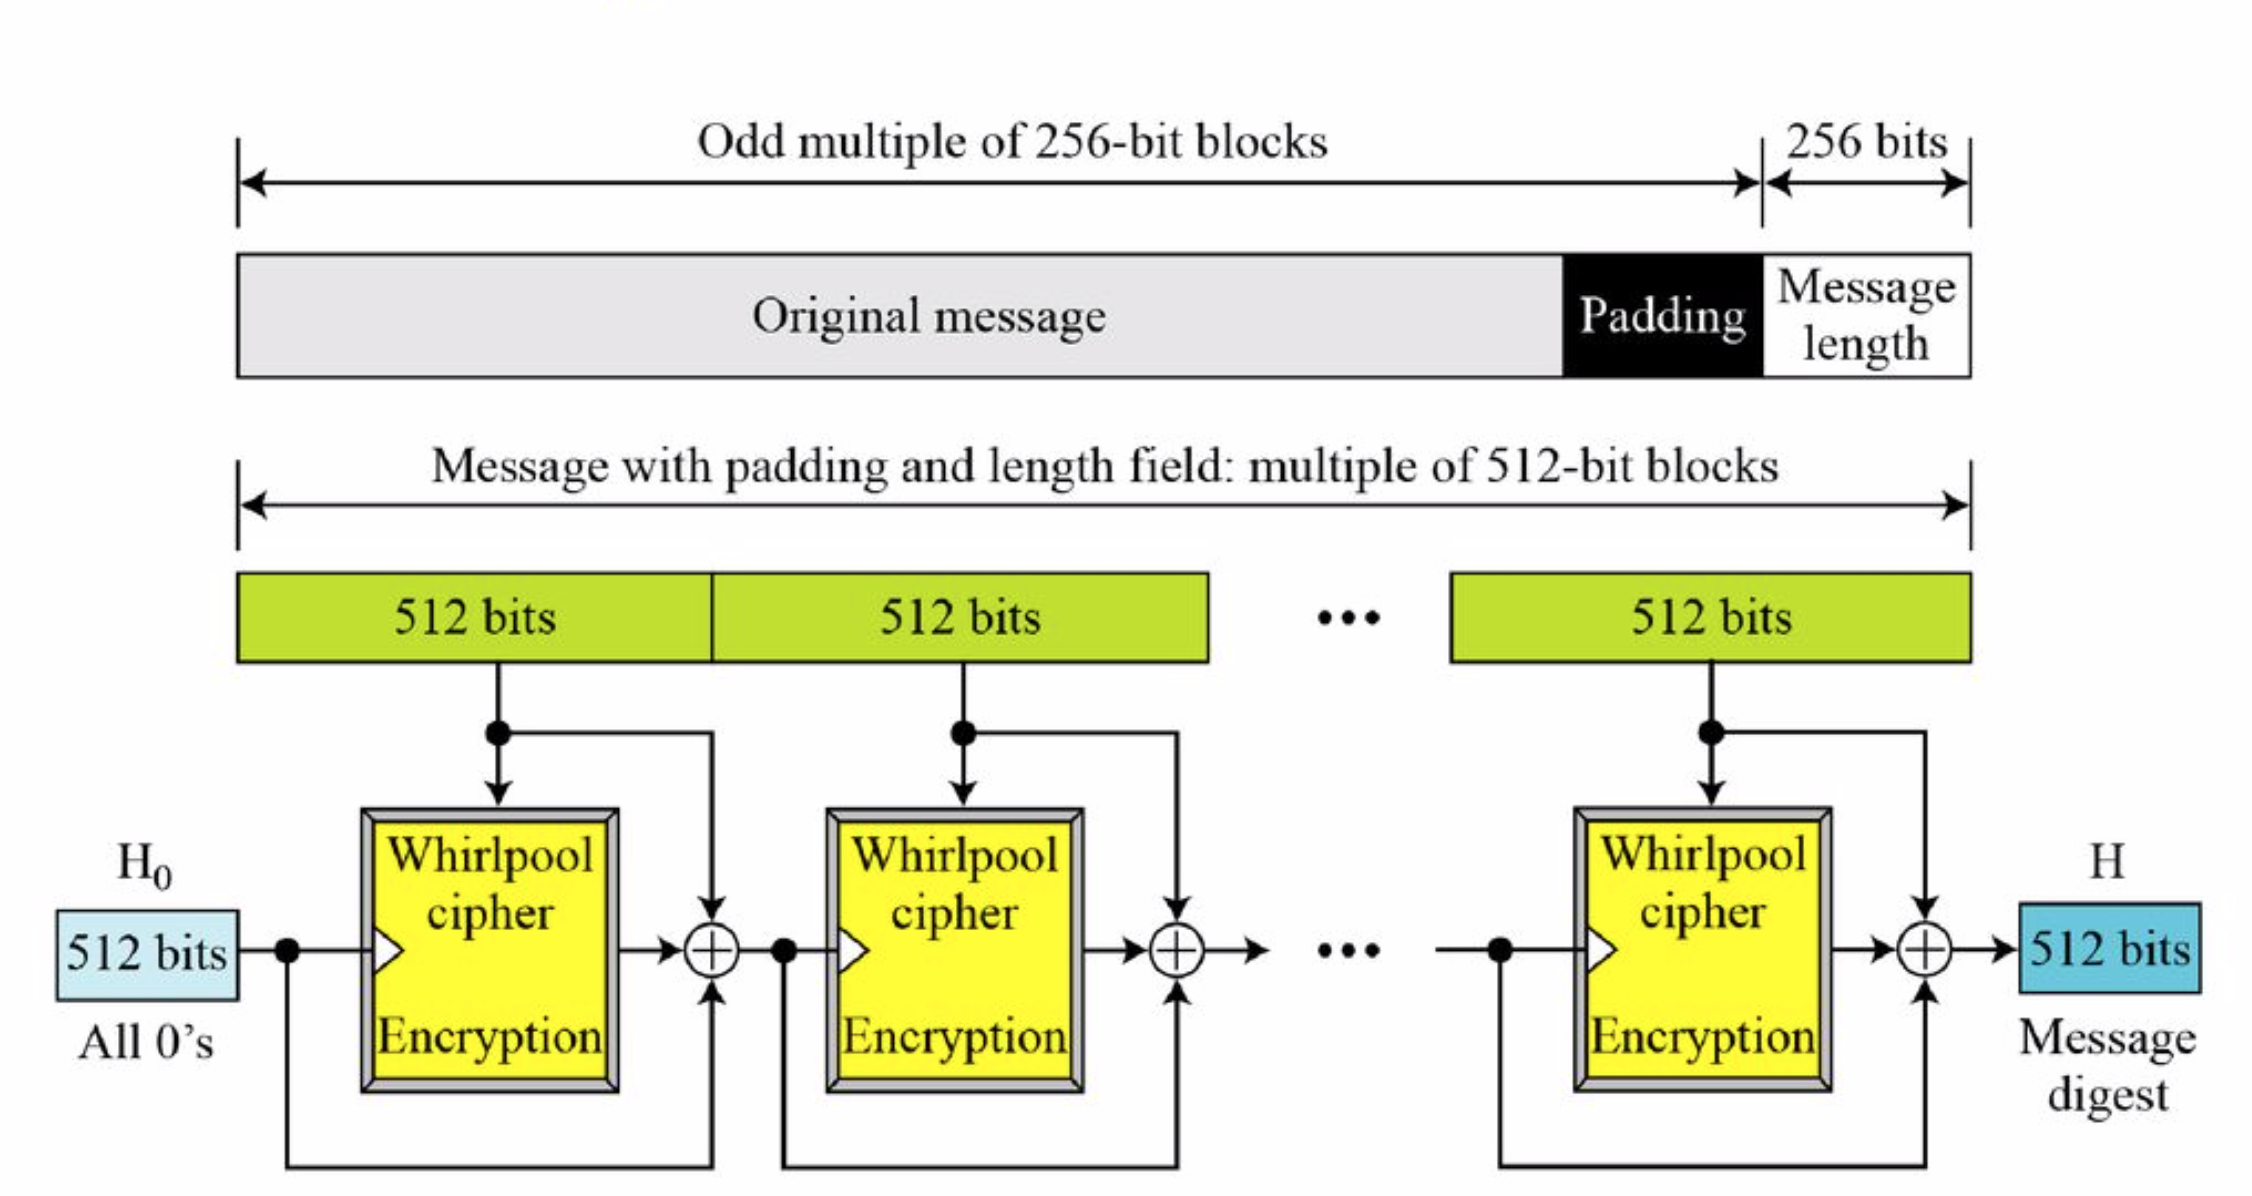 Odd multiple of 256-bit blocks
256 bits
Original message
Padding
Message
length
Message with padding and length field: multiple of 512-bit blocks
512 bits
512 bits
•••
512 bits
H₀
512 bits
All 0’s
Whirlpool
cipher
Encryption
Whirlpool
cipher
Encryption
•••
Whirlpool
cipher
Encryption
H
512 bits
Message
digest